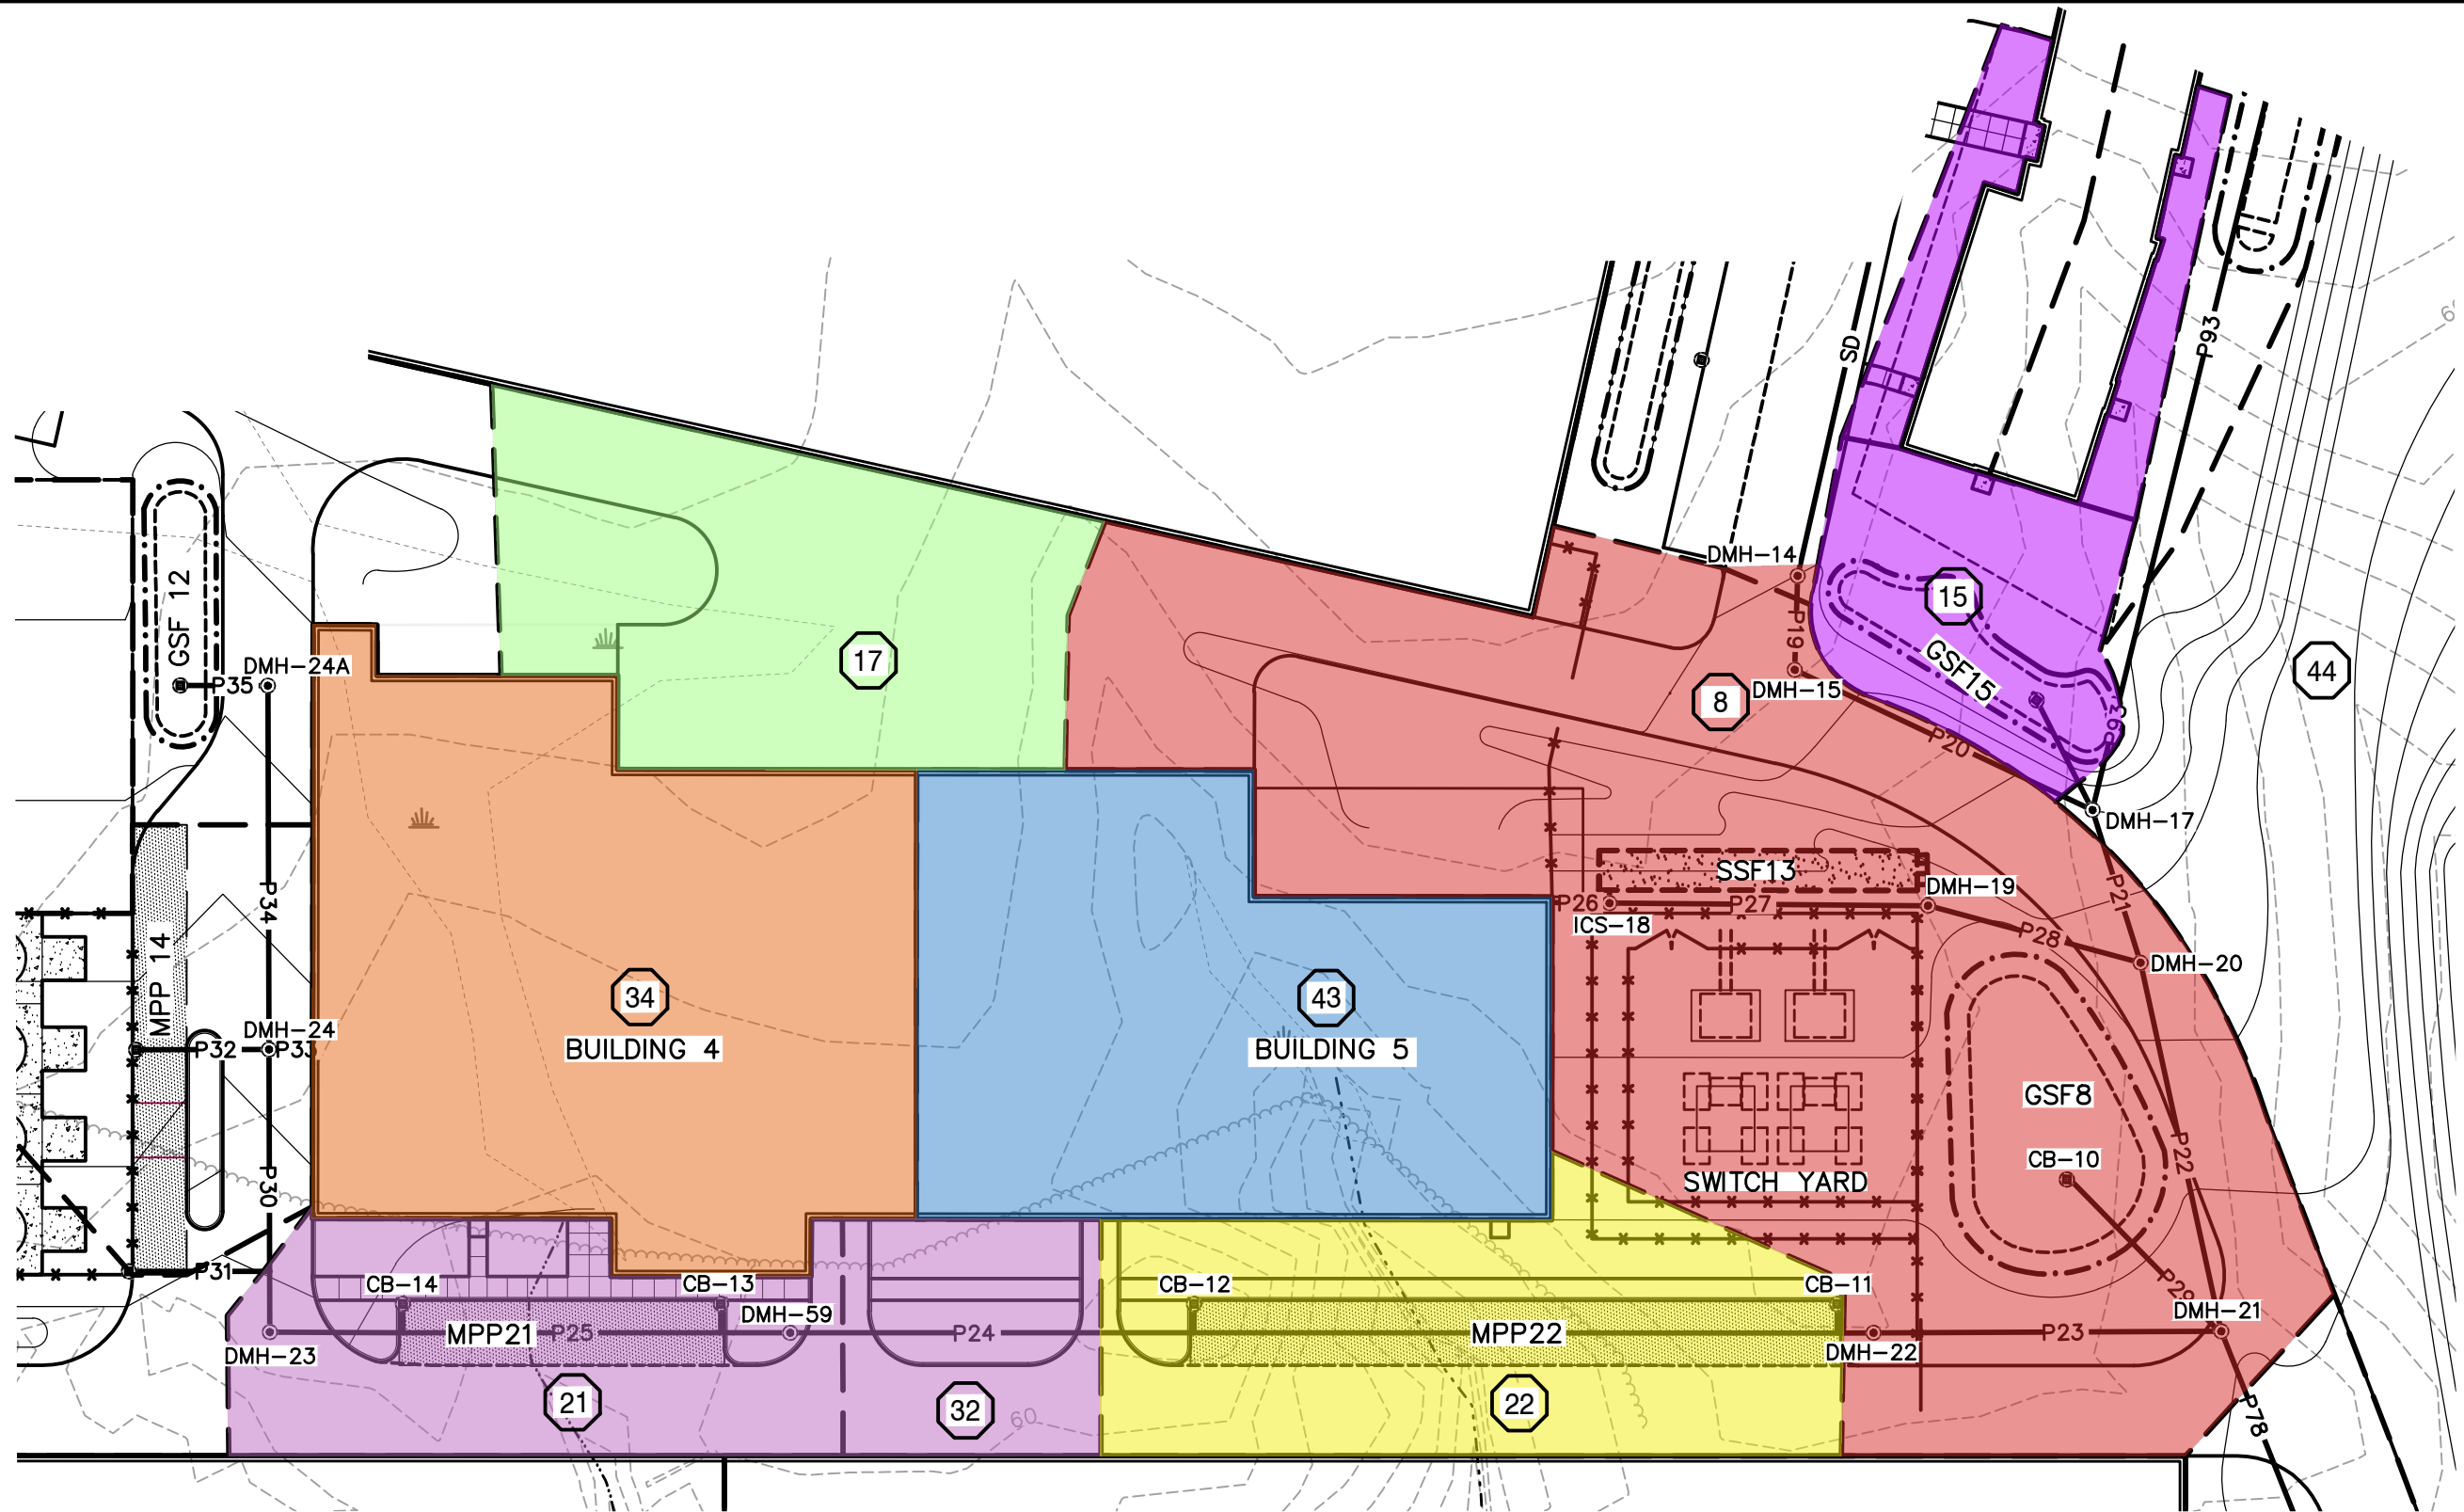 SD
P93
DMH-14
GSF 12
15
P19
GSF15
17
44
DMH-24A
P35
8
DMH-15
P93
P20
DMH-17
SSF13
DMH-19
P21
P34
P26
P27
ICS-18
P28
DMH-20
MPP 14
34
43
DMH-24
P32
P33
BUILDING 4
BUILDING 5
GSF8
P22
CB-10
P30
SWITCH YARD
P31
CB-14
CB-13
CB-12
CB-11
P29
DMH-59
DMH-21
MPP21
P25
P24
MPP22
P23
DMH-23
DMH-22
21
32
60
22
P78